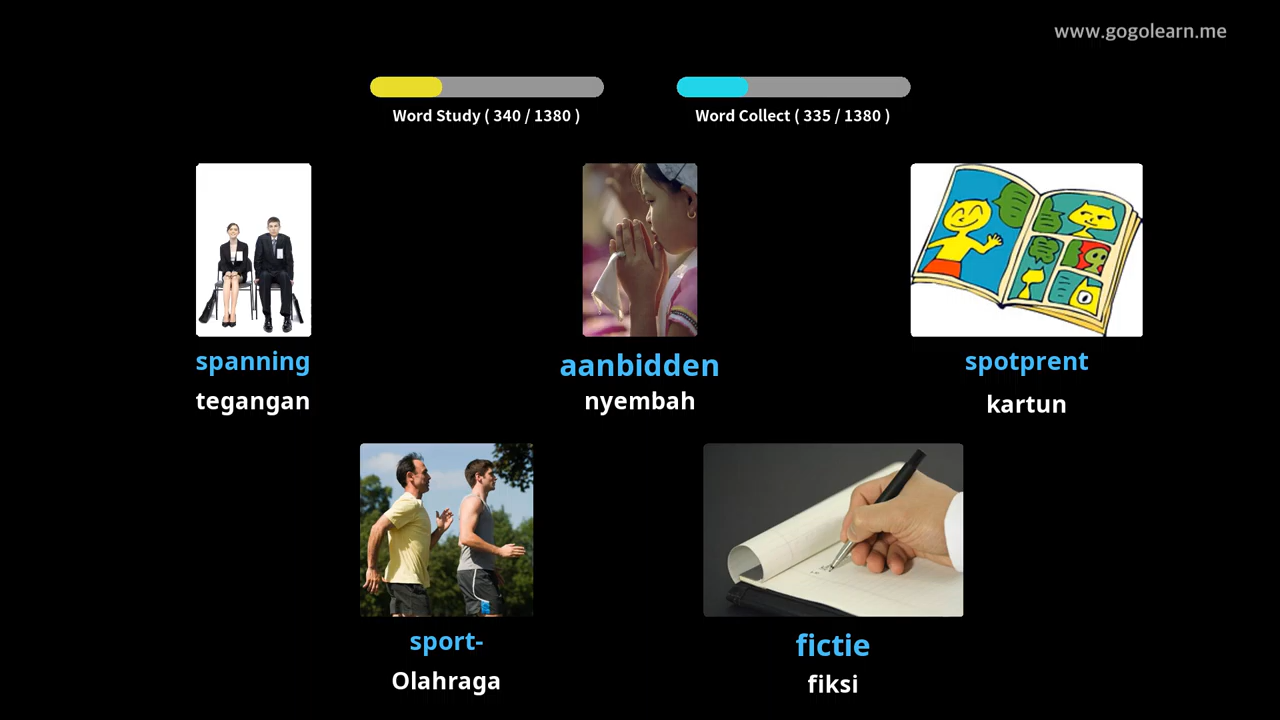 www.gogolearn.me
Word Study ( 340 / 1380 )
Word Collect ( 335 / 1380 )
spanning
tegangan
aanbidden
nyembah
spotprent
kartun
sport-
Olahraga
fictie
fiksi